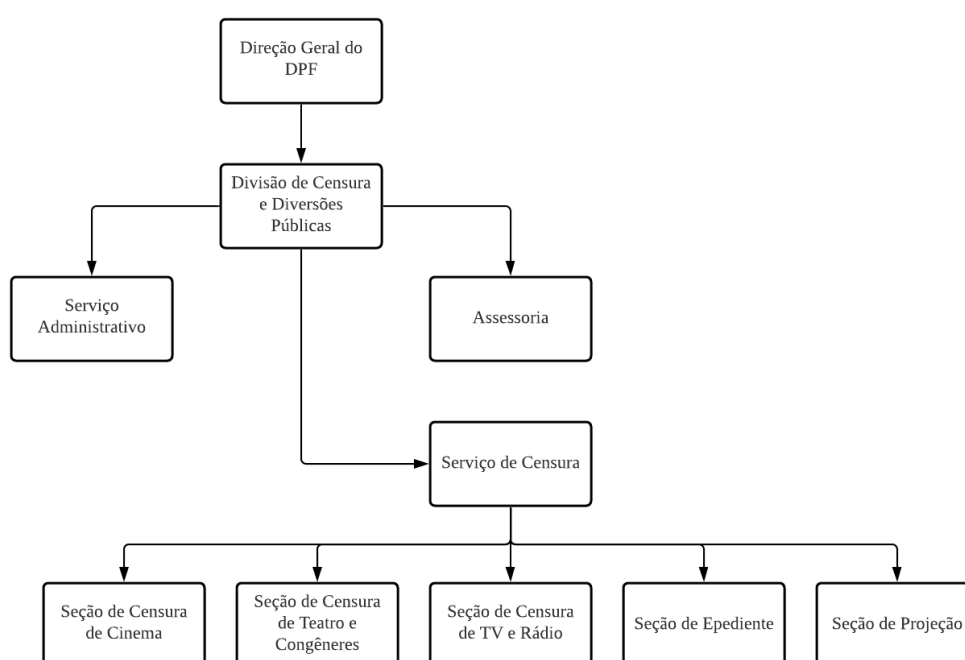 Direção Geral do
DPF
Divisão de Censura
e Diversões
Públicas
Serviço
Administrativo
Assessoria
Serviço de Censura
Seção de Censura
de Cinema
Seção de Censura
de Teatro e
Congêneres
Seção de Censura
de TV e Rádio
Seção de Epediente
Seção de Projeção